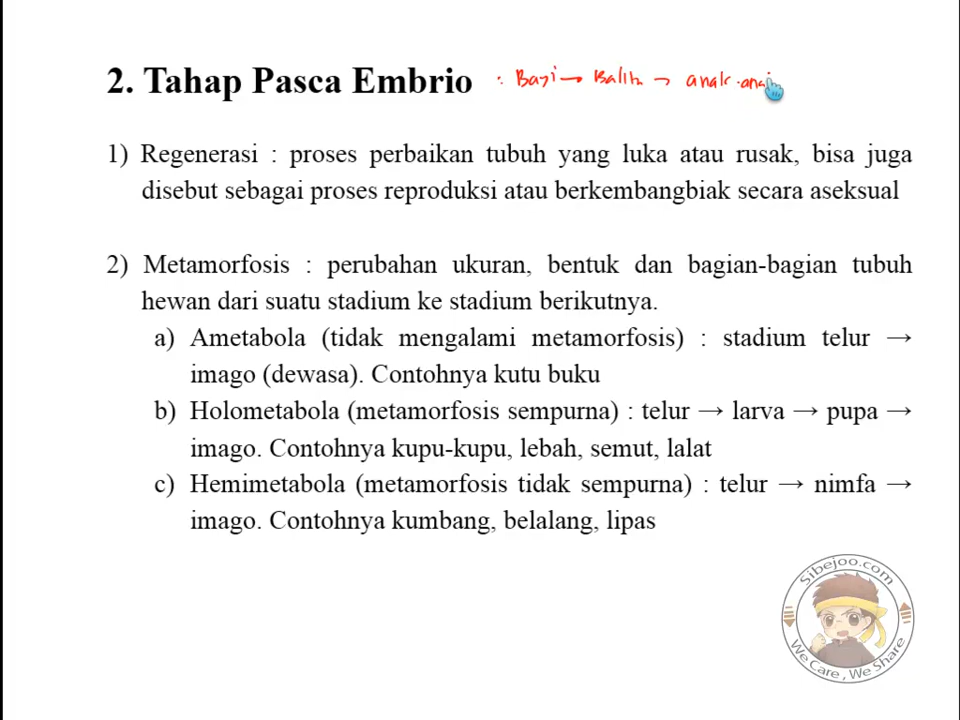 2. Tahap Pasca Embrio : Bayi → Balita → anak-ana
1) Regenerasi : proses perbaikan tubuh yang luka atau rusak, bisa juga
disebut sebagai proses reproduksi atau berkembangbiak secara aseksual
2) Metamorfosis : perubahan ukuran, bentuk dan bagian-bagian tubuh
hewan dari suatu stadium ke stadium berikutnya.
a) Ametabola (tidak mengalami metamorfosis) : stadium telur →
imago (dewasa). Contohnya kutu buku
b) Holometabola (metamorfosis sempurna) : telur → larva → pupa →
imago. Contohnya kupu-kupu, lebah, semut, lalat
c) Hemimetabola (metamorfosis tidak sempurna) : telur → nimfa →
imago. Contohnya kumbang, belalang, lipas
Sibejoo.com
We Care, We Share